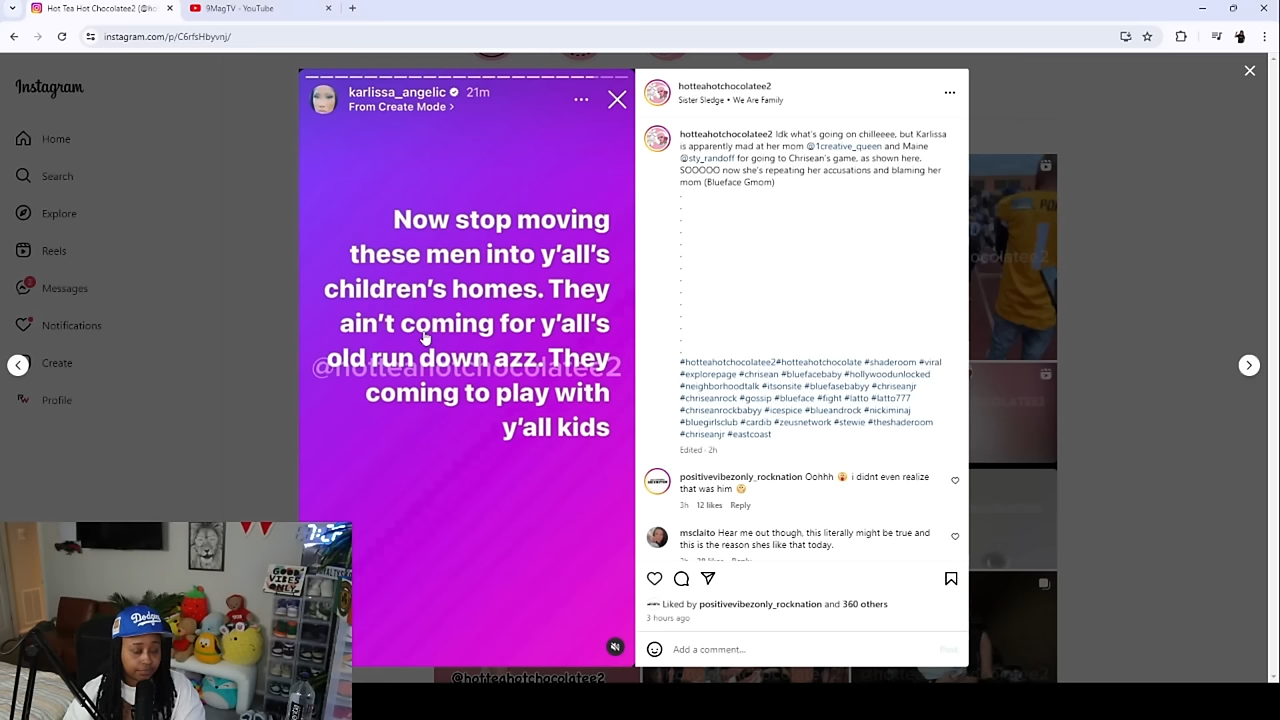 Hot Tea Hot Chocolatee2 (@ho
9MagTV - YouTube
instagram.com/p/C6rfsHbyvnj/
Instagram
Home
Search
Explore
Reels
Messages
Notifications
Create
Profile
karlissa_angelic 21m
From Create Mode >
Now stop moving
these men into y'all's
children's homes. They
ain't coming for y'all's
old run down azz. They
@hotteahotchocolatee2
coming to play with
y'all kids
hotteahotchocolatee2
Sister Sledge • We Are Family
hotteahotchocolatee2 Idk what's going on chilleeee, but Karlissa
is apparently mad at her mom @1creative_queen and Maine
@sty_randoff for going to Chrisean's game, as shown here.
SOOOOO now she's repeating her accusations and blaming her
mom (Blueface Gmom)
.
.
.
.
.
.
.
.
.
.
.
.
.
.
#hotteahotchocolatee2#hotteahotchocolate #shaderoom #viral
#explorepage #chrisean #bluefacebaby #hollywoodunlocked
#neighborhoodtalk #itsonsite #bluefasebabyy #chriseanjr
#chriseanrock #gossip #blueface #fight #latto #latto777
#chriseanrockbabyy #icespice #blueandrock #nickiminaj
#bluegirlsclub #cardib #zeusnetwork #stewie #theshaderoom
#chriseanjr #eastcoast
Edited · 2h
positivevibezonly_rocknation Oohhh 😱 i didnt even realize
that was him
3h 12 likes Reply
msclaito Hear me out though, this literally might be true and
this is the reason shes like that today.
Liked by positivevibezonly_rocknation and 360 others
3 hours ago
Add a comment...
Post
@hotteahotchocolatee2
GOOD
VIBES
ONLY
Dodgers